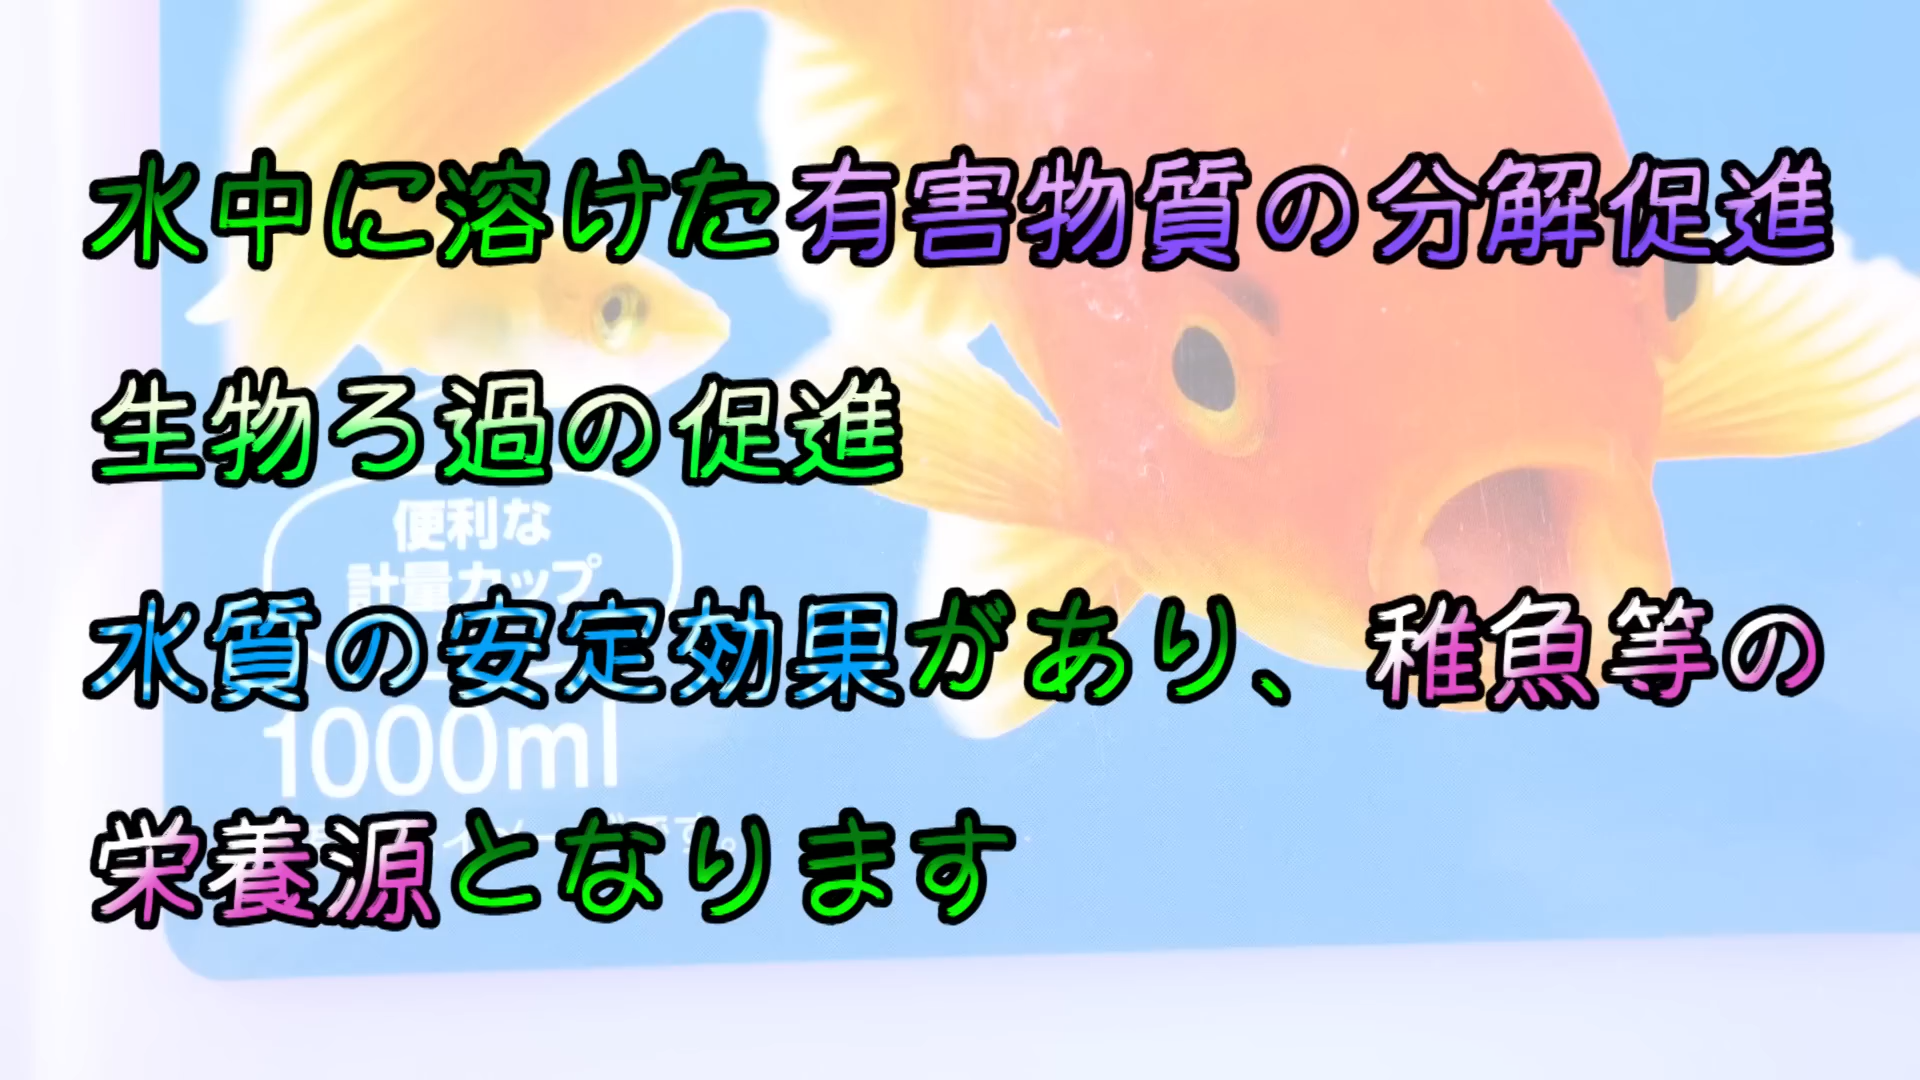 水中に溶けた有害物質の分解促進
生物ろ過の促進
便利な
計量カップ
水質の安定効果があり、稚魚等の
1000ml
栄養源となります